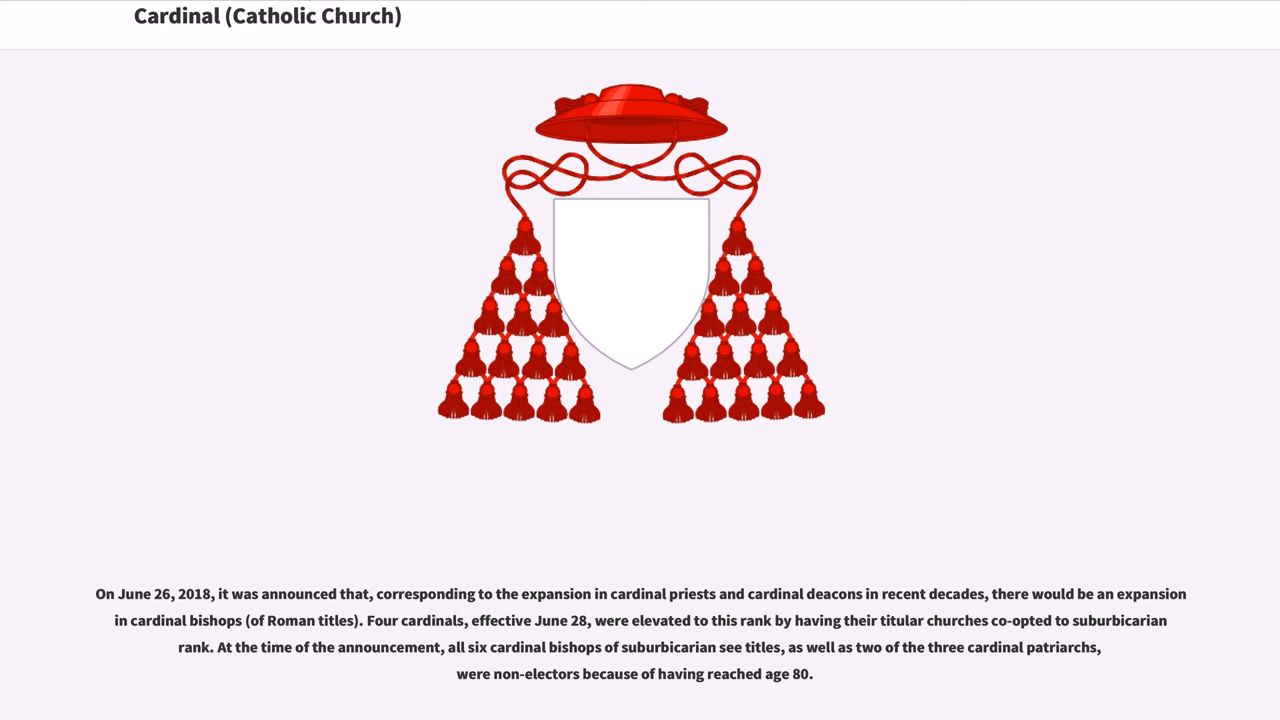 Cardinal (Catholic Church)
On June 26, 2018, it was announced that, corresponding to the expansion in cardinal priests and cardinal deacons in recent decades, there would be an expansion
in cardinal bishops (of Roman titles). Four cardinals, effective June 28, were elevated to this rank by having their titular churches co-opted to suburbicarian
rank. At the time of the announcement, all six cardinal bishops of suburbicarian see titles, as well as two of the three cardinal patriarchs,
were non-electors because of having reached age 80.